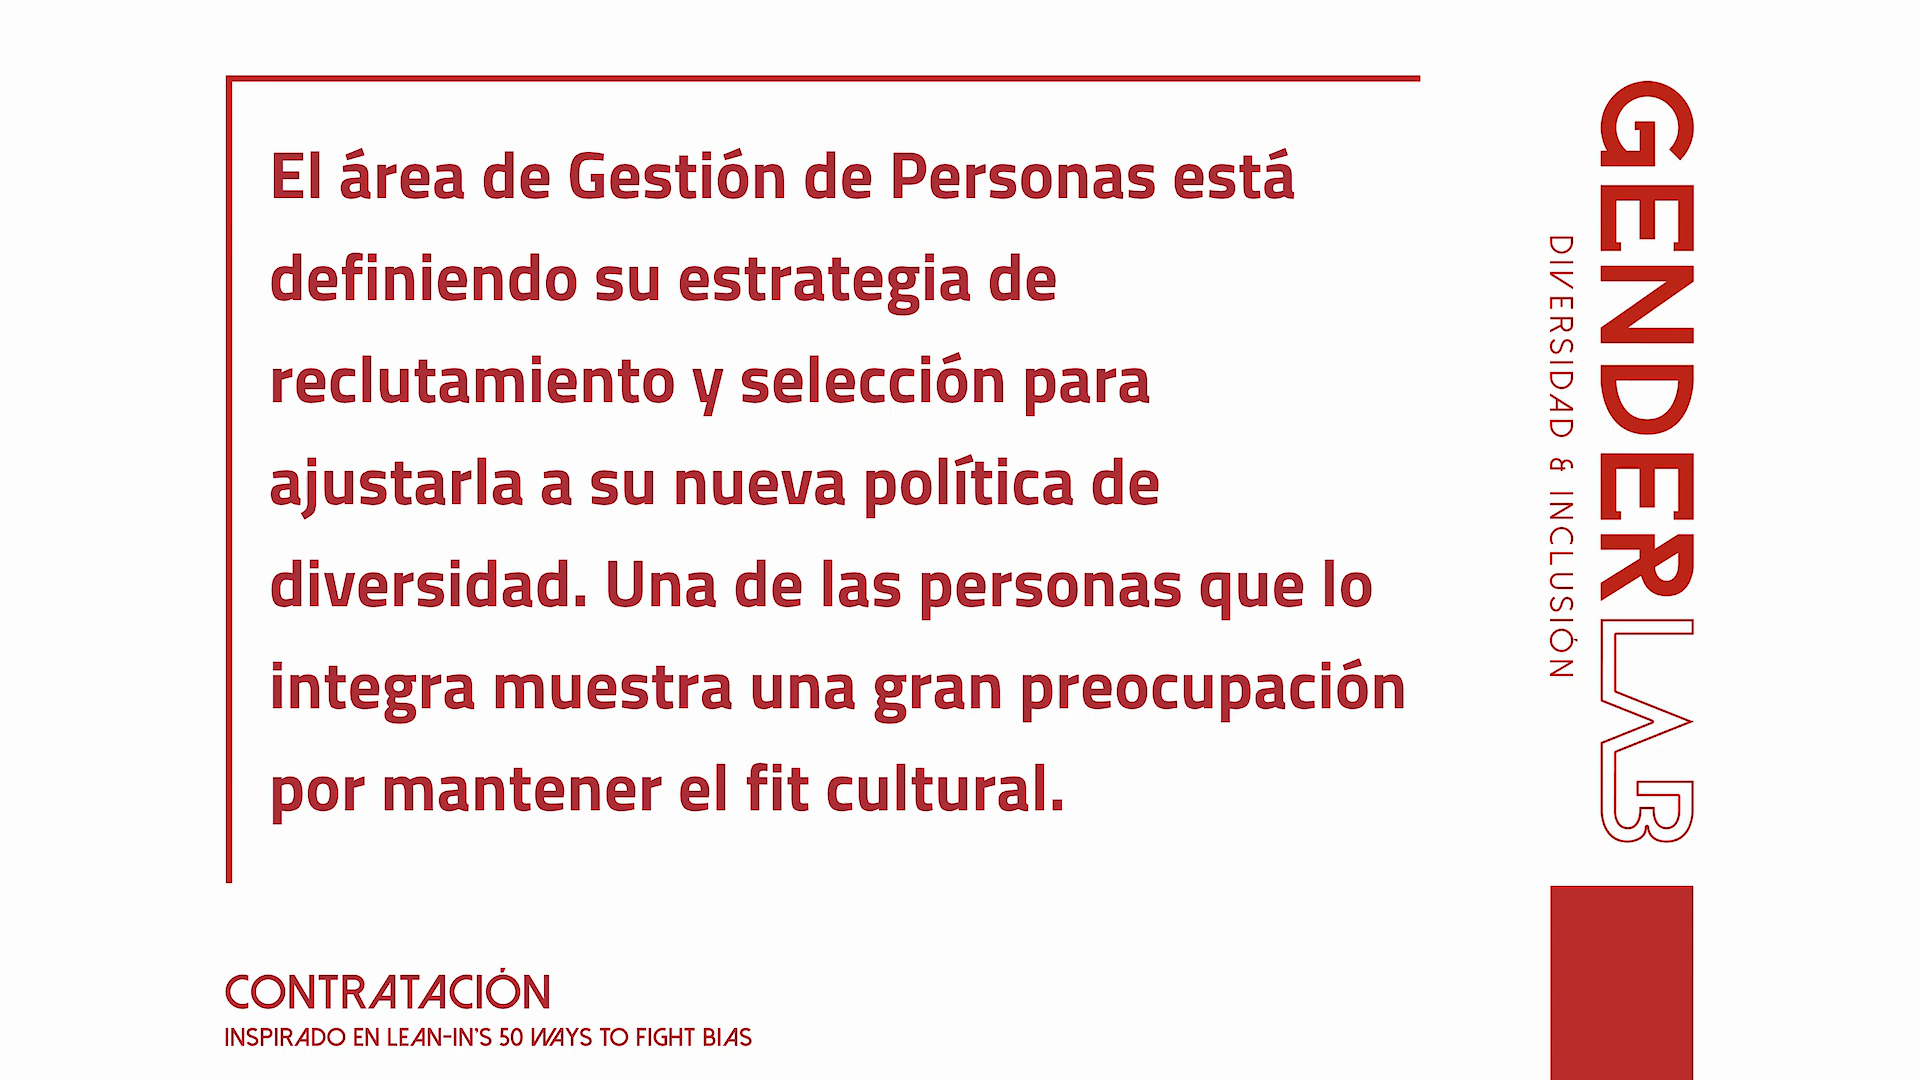 El área de Gestión de Personas está
definiendo su estrategia de
reclutamiento y selección para
ajustarla a su nueva política de
diversidad. Una de las personas que lo
integra muestra una gran preocupación
por mantener el fit cultural.
CONTRATACIÓN
INSPIRADO EN LEAN-IN'S 50 WAYS TO FIGHT BIAS
GENDERLAB
DIVERSIDAD & INCLUSIÓN